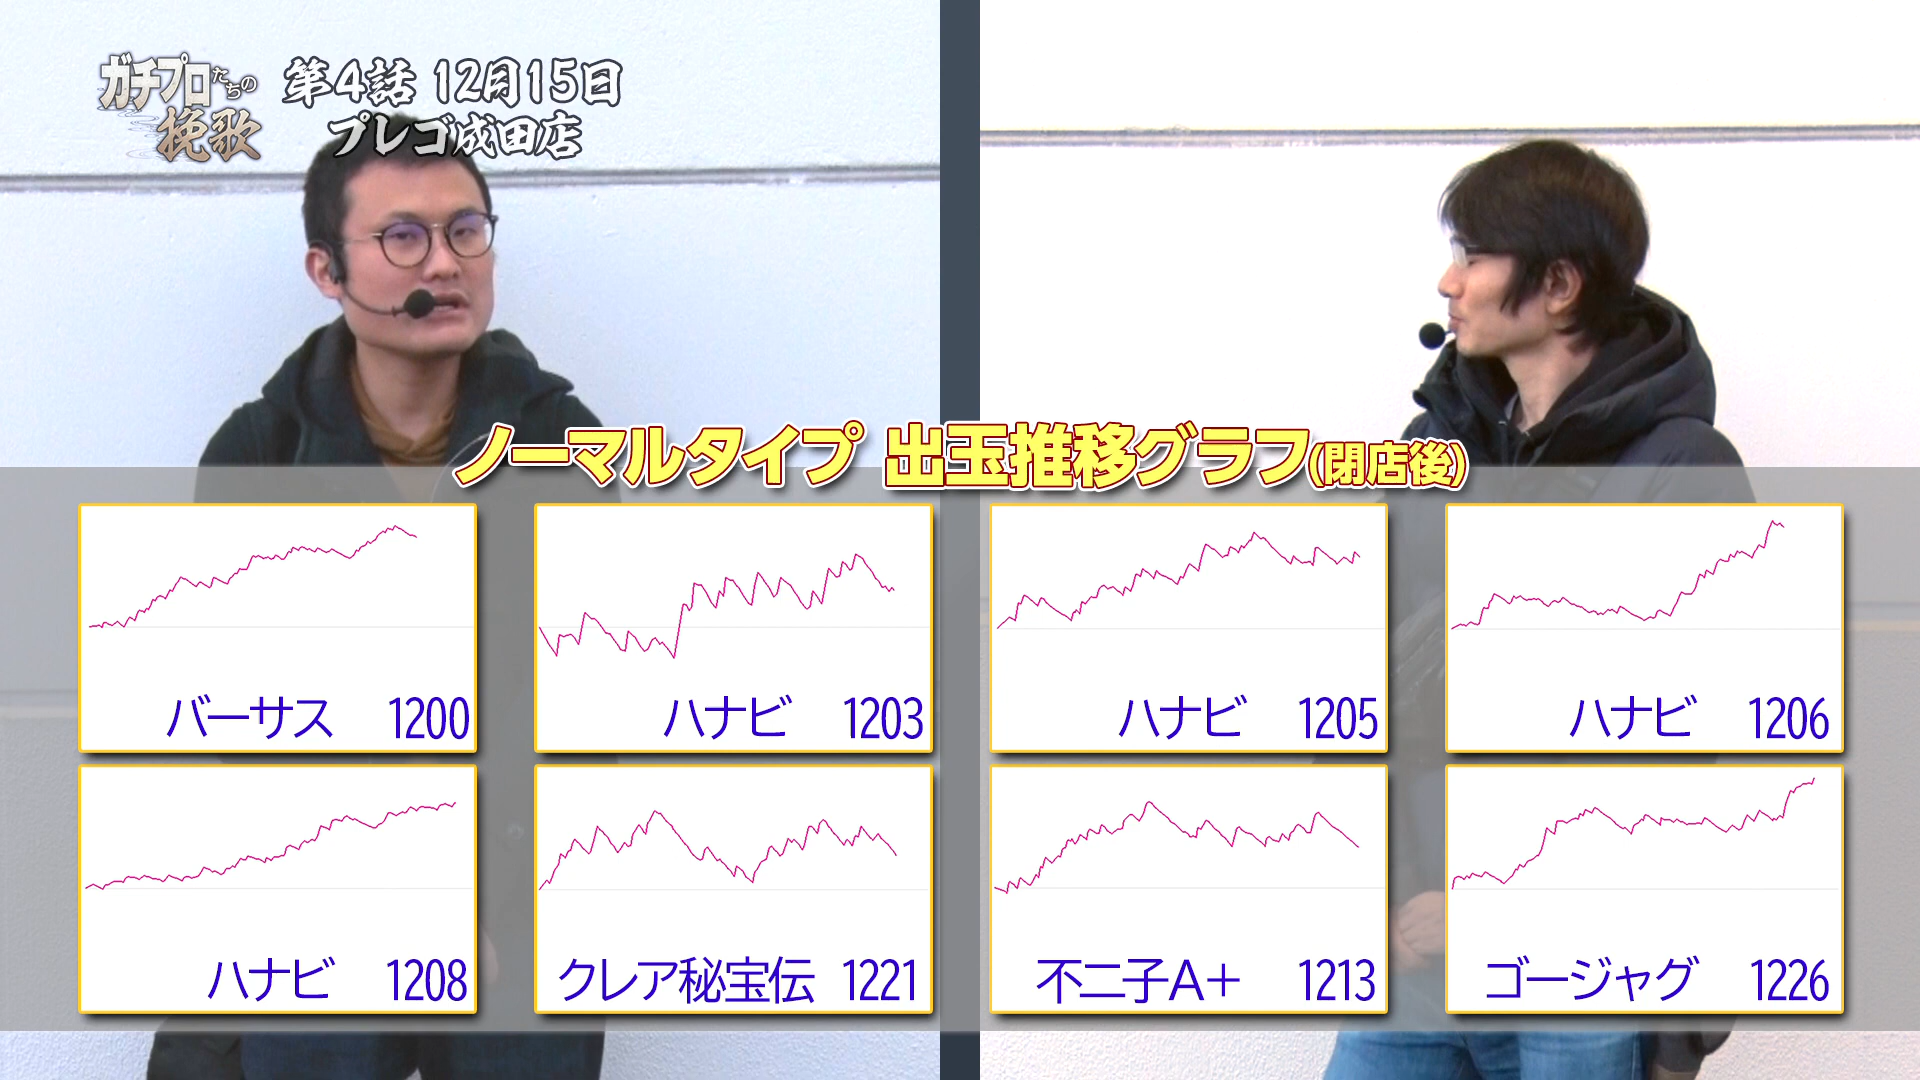 ガチプロたちの
挽歌
第4話 12月15日
プレゴ成田店
ノーマルタイプ 出玉推移グラフ(閉店後)
バーサス 1200
ハナビ 1203
ハナビ 1205
ハナビ 1206
ハナビ 1208
クレア秘宝伝 1221
不二子A+ 1213
ゴージャグ 1226